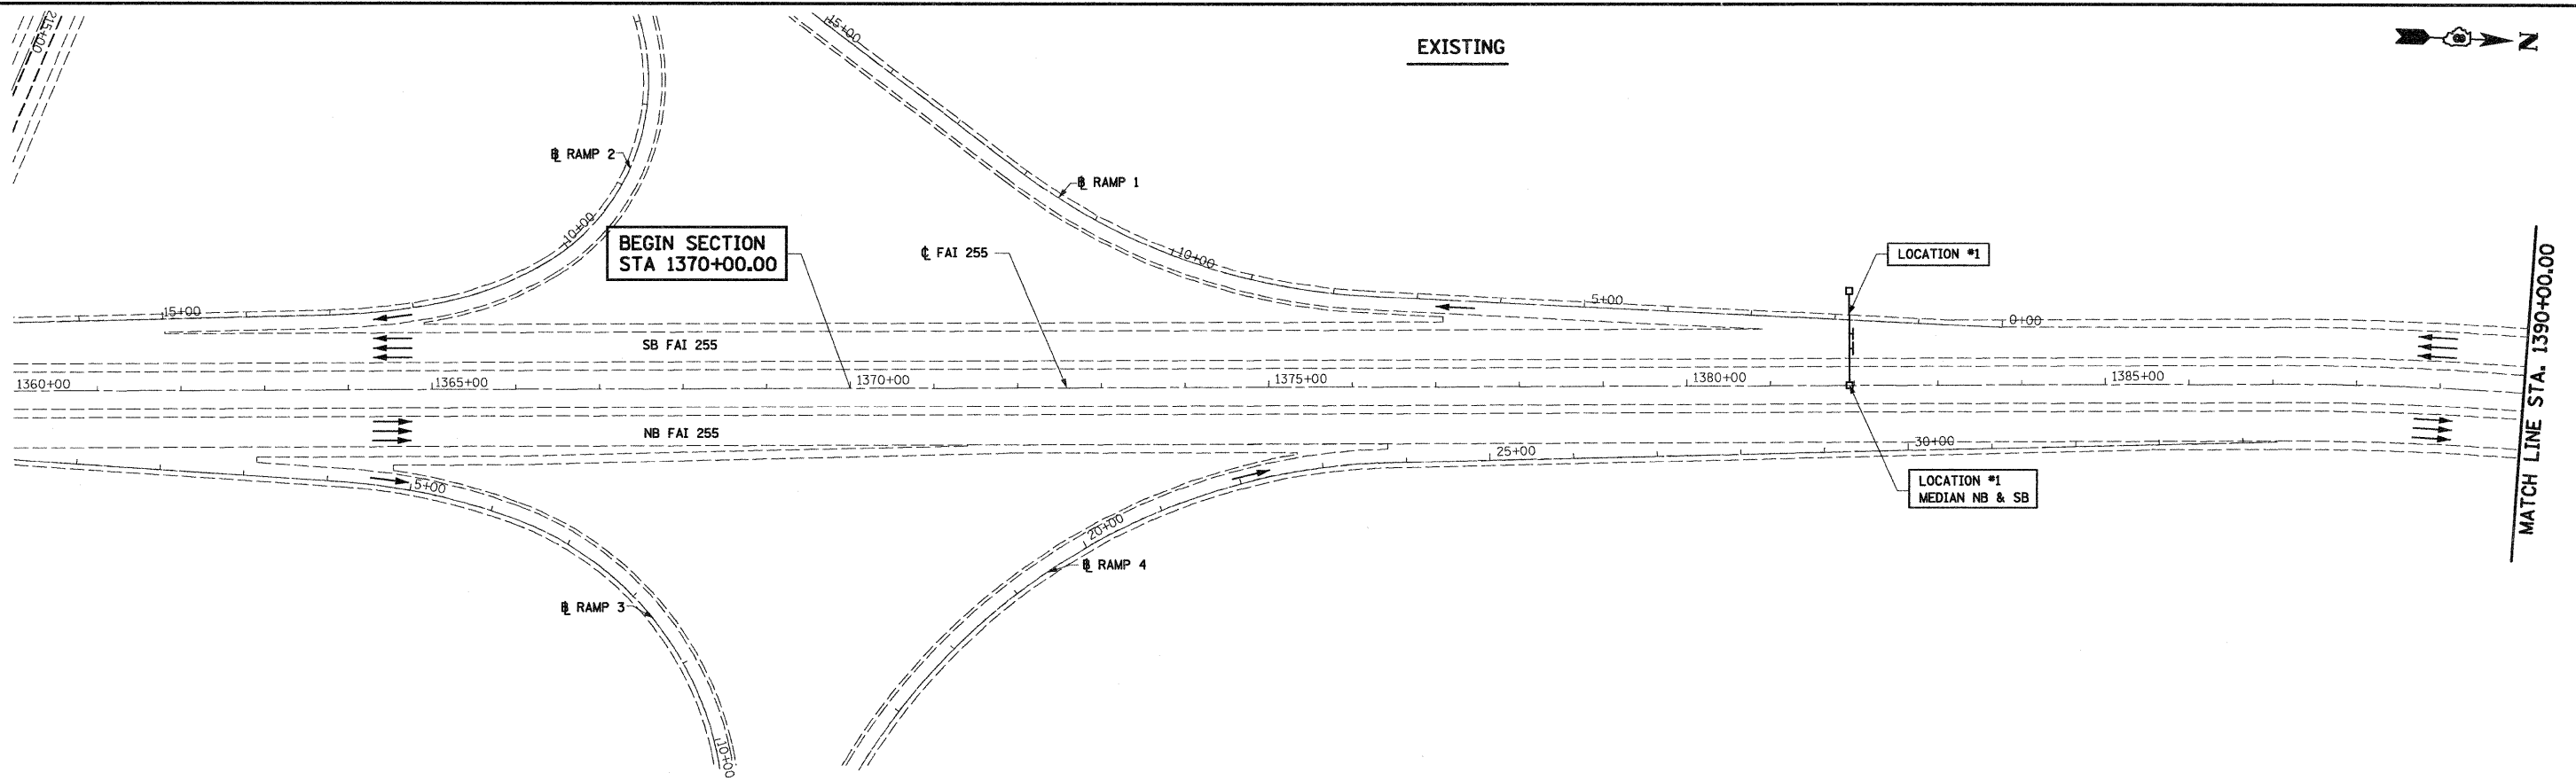 215+00
15+00
EXISTING
N
℄ RAMP 2
℄ RAMP 1
10+00
BEGIN SECTION
STA 1370+00.00
℄ FAI 255
10+00
LOCATION #1
15+00
5+00
0+00
SB FAI 255
1360+00
1365+00
1370+00
1375+00
1380+00
1385+00
MATCH LINE STA. 1390+00.00
NB FAI 255
25+00
30+00
5+00
LOCATION #1
MEDIAN NB & SB
20+00
℄ RAMP 4
℄ RAMP 3
10+00